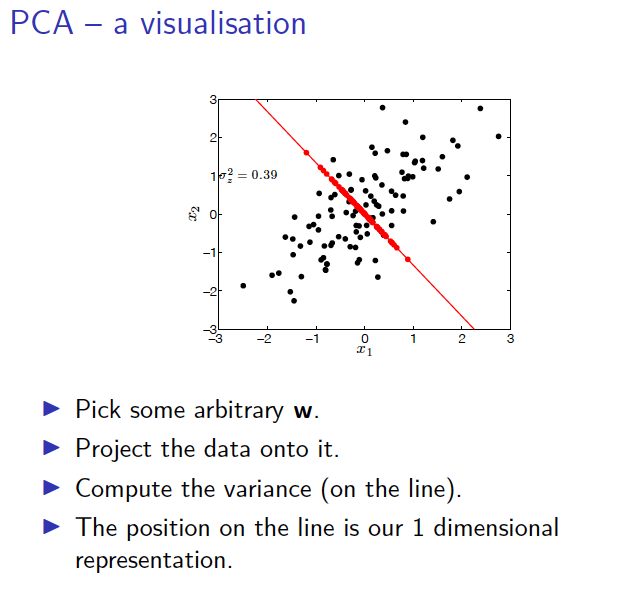 PCA – a visualisation
3
2
1
σ_z^2 = 0.39
0
−1
−2
−3
x_2
−3 −2 −1 0 1 2 3
x_1
Pick some arbitrary w.
Project the data onto it.
Compute the variance (on the line).
The position on the line is our 1 dimensional
representation.